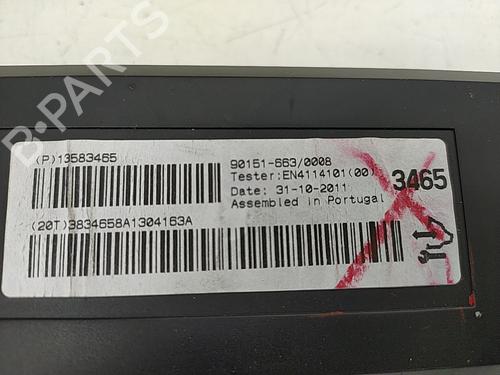 B-PARTS
(P)13583465
90151-663/0008
Tester:EN4114101(00)
Date: 31-10-2011
Assembled in Portugal
3465
(20T)3834658A1304163A